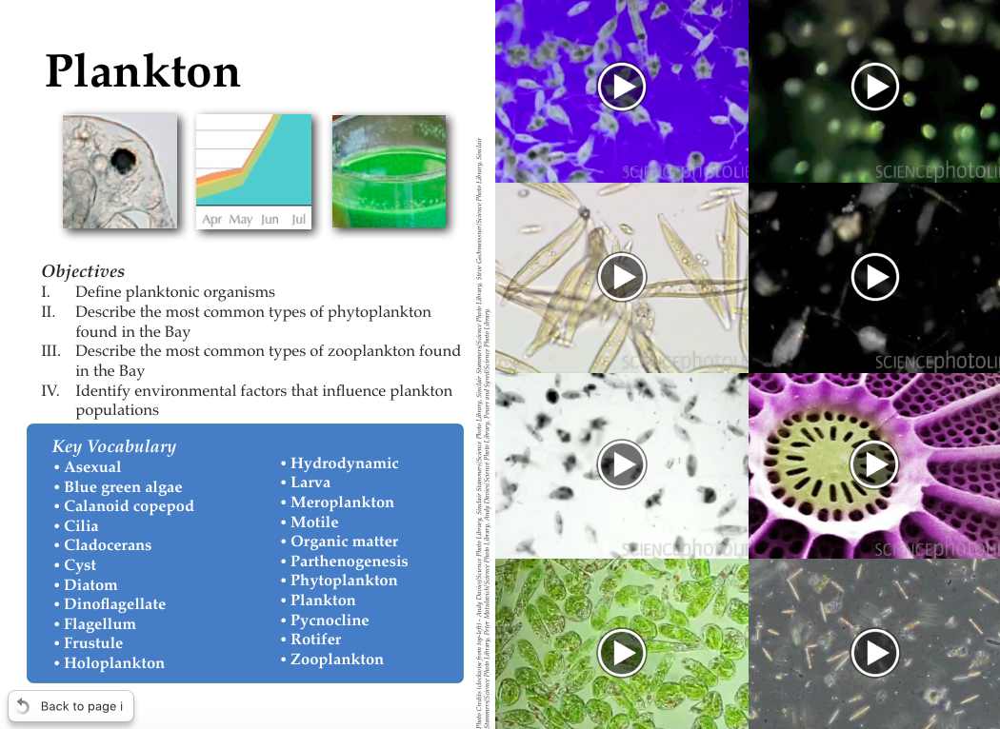 Plankton
Apr May Jun Jul
Objectives
I. Define planktonic organisms
II. Describe the most common types of phytoplankton
found in the Bay
III. Describe the most common types of zooplankton found
in the Bay
IV. Identify environmental factors that influence plankton
populations
Key Vocabulary
• Asexual
• Blue green algae
• Calanoid copepod
• Cilia
• Cladocerans
• Cyst
• Diatom
• Dinoflagellate
• Flagellum
• Frustule
• Holoplankton
• Hydrodynamic
• Larva
• Meroplankton
• Motile
• Organic matter
• Parthenogenesis
• Phytoplankton
• Plankton
• Pycnocline
• Rotifer
• Zooplankton
Back to page i
Photo Credits (clockwise from top-left) - Andy Davies/Science Photo Library, Sinclair Stammers/Science Photo Library, Sinclair Stammers/Science Photo Library, Steve Gschmeissner/Science Photo Library, Sinclair
Stammers/Science Photo Library, Peter Matulavich/Science Photo Library, Andy Davies/Science Photo Library, Power and Syred/Science Photo Library.
SCIENCEphotoLI
SCIENCEphotoLI
SCIENCEphotoLI
SCIENCEphotoLI
SCIENCEphotoLI
SCIENCEphotoLI